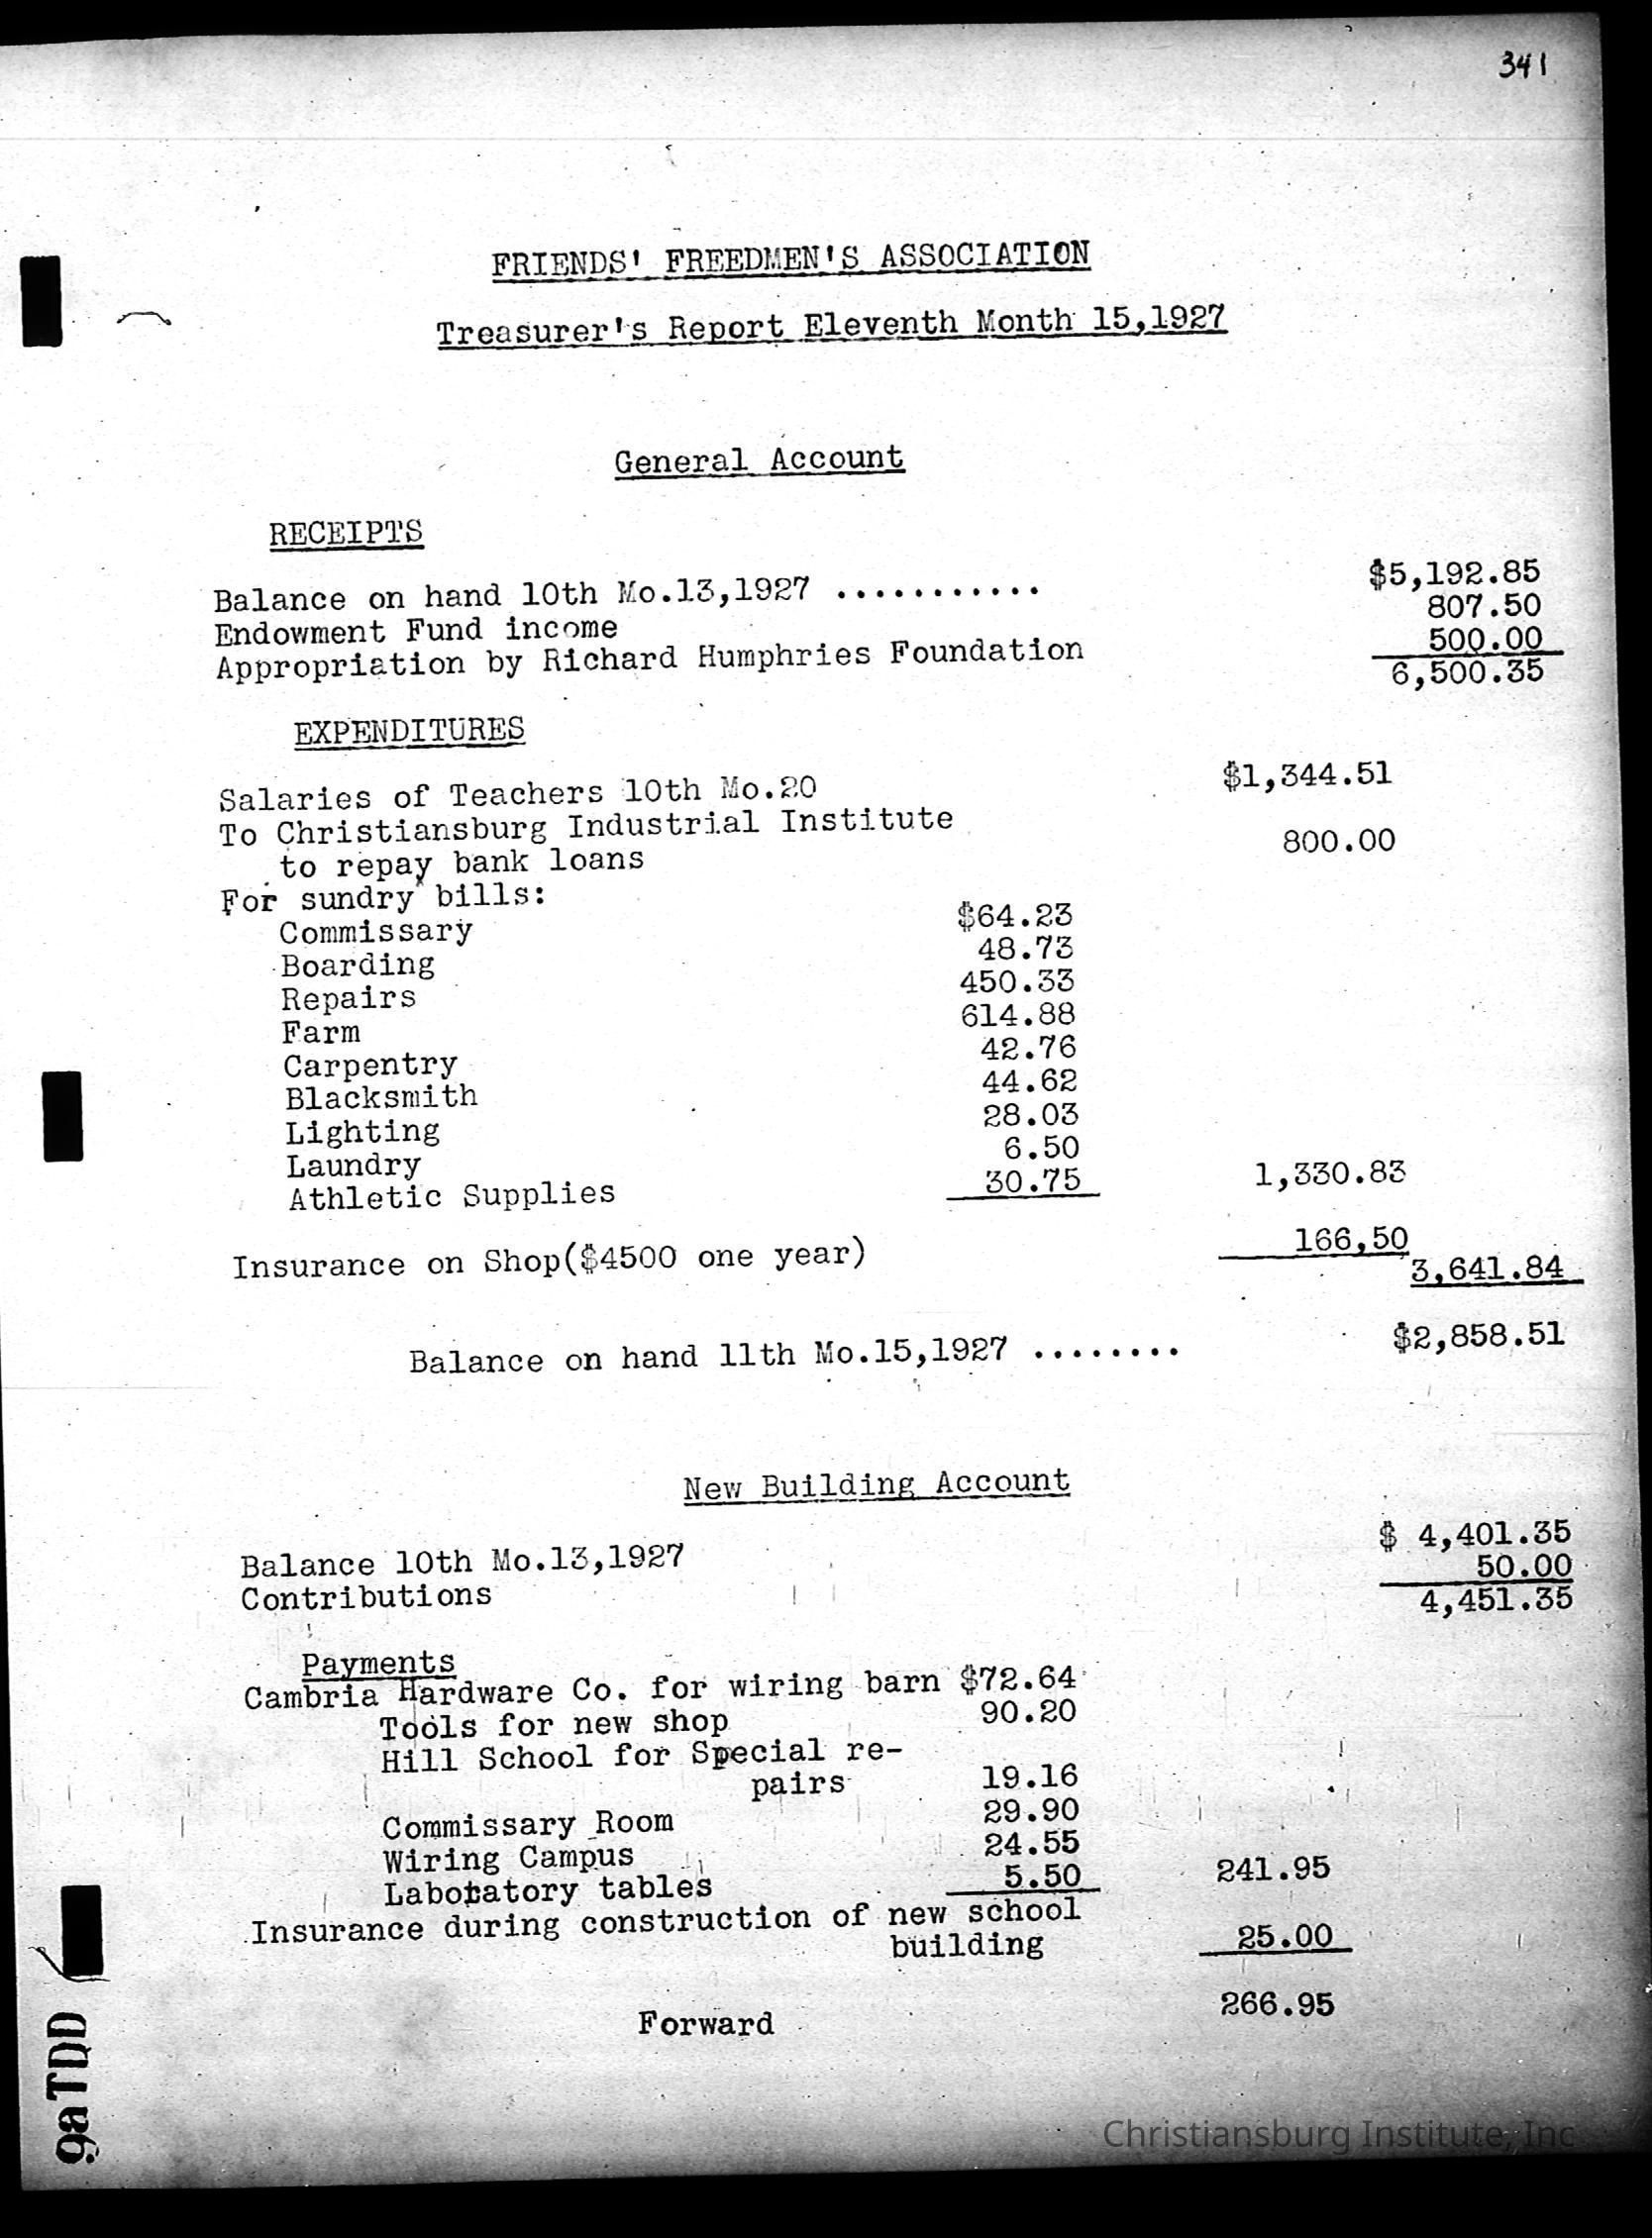 341
FRIENDS' FREEDMEN'S ASSOCIATION
Treasurer's Report Eleventh Month 15,1927
General Account
RECEIPTS
Balance on hand 10th Mo.13,1927 ........... $5,192.85
Endowment Fund income 807.50
Appropriation by Richard Humphries Foundation 500.00
6,500.35
EXPENDITURES
Salaries of Teachers 10th Mo.20 $1,344.51
To Christiansburg Industrial Institute
to repay bank loans 800.00
For sundry bills:
Commissary $64.23
Boarding 48.73
Repairs 450.33
Farm 614.88
Carpentry 42.76
Blacksmith 44.62
Lighting 28.03
Laundry 6.50
Athletic Supplies 30.75 1,330.83
Insurance on Shop($4500 one year) 166,50
3,641.84
Balance on hand 11th Mo.15,1927 ........ $2,858.51
New Building Account
Balance 10th Mo.13,1927 $ 4,401.35
Contributions 50.00
4,451.35
Payments
Cambria Hardware Co. for wiring barn $72.64
Tools for new shop 90.20
Hill School for Special re-
pairs 19.16
Commissary Room 29.90
Wiring Campus 24.55
Labotatory tables 5.50 241.95
Insurance during construction of new school
building 25.00
Forward 266.95
9aTDD
Christiansburg Institute, Inc